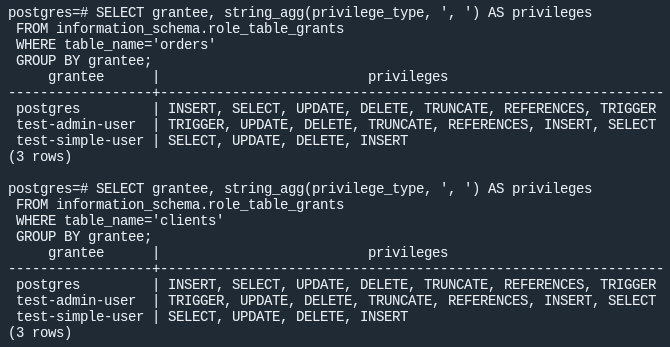 postgres=# SELECT grantee, string_agg(privilege_type, ', ') AS privileges
 FROM information_schema.role_table_grants
 WHERE table_name='orders'
 GROUP BY grantee;
     grantee      |                          privileges
------------------+---------------------------------------------------------------
 postgres         | INSERT, SELECT, UPDATE, DELETE, TRUNCATE, REFERENCES, TRIGGER
 test-admin-user  | TRIGGER, UPDATE, DELETE, TRUNCATE, REFERENCES, INSERT, SELECT
 test-simple-user | SELECT, UPDATE, DELETE, INSERT
(3 rows)

postgres=# SELECT grantee, string_agg(privilege_type, ', ') AS privileges
 FROM information_schema.role_table_grants
 WHERE table_name='clients'
 GROUP BY grantee;
     grantee      |                          privileges
------------------+---------------------------------------------------------------
 postgres         | INSERT, SELECT, UPDATE, DELETE, TRUNCATE, REFERENCES, TRIGGER
 test-admin-user  | TRIGGER, UPDATE, DELETE, TRUNCATE, REFERENCES, INSERT, SELECT
 test-simple-user | SELECT, UPDATE, DELETE, INSERT
(3 rows)